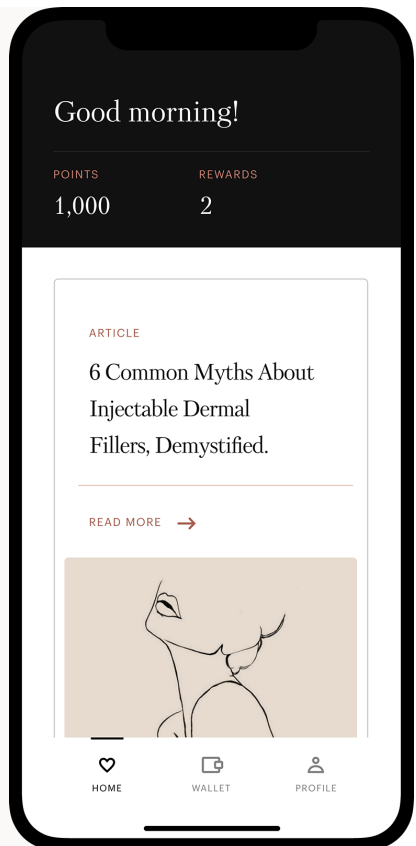 Good morning!
POINTS
REWARDS
1,000
2
ARTICLE
6 Common Myths About
Injectable Dermal
Fillers, Demystified.
READ MORE
HOME
WALLET
PROFILE